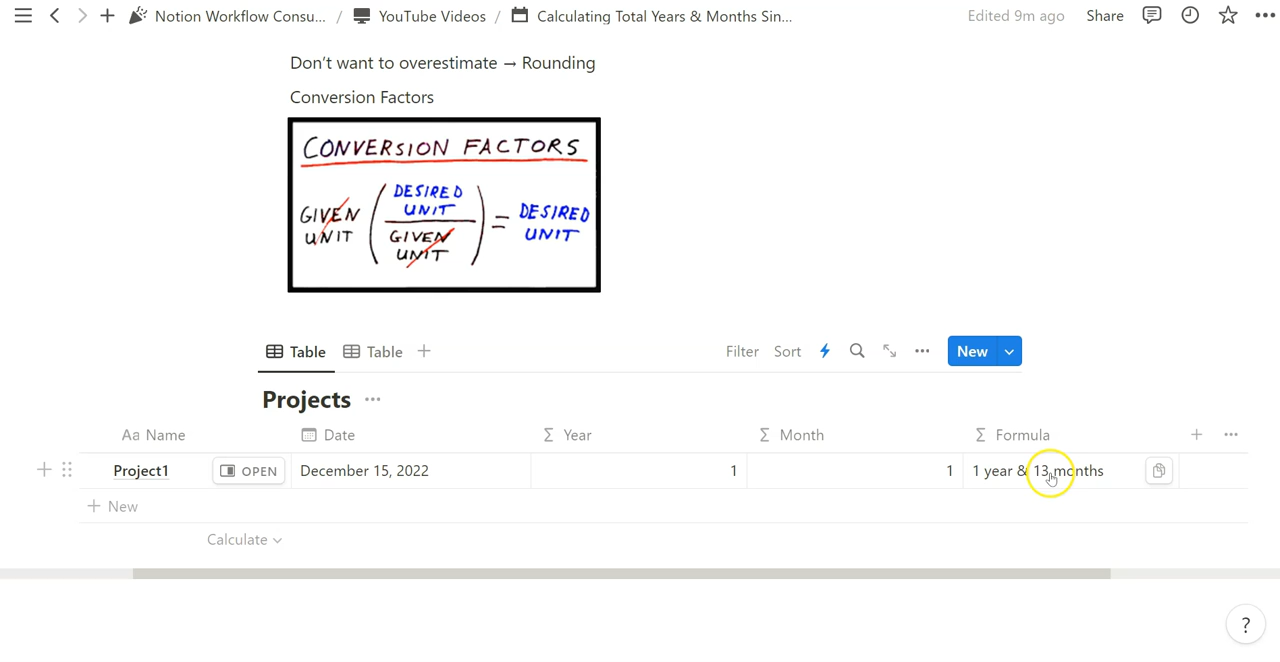 Notion Workflow Consu... / YouTube Videos / Calculating Total Years & Months Sin... Edited 9m ago Share
Don't want to overestimate → Rounding
Conversion Factors
CONVERSION FACTORS
GIVEN UNIT ( DESIRED UNIT / GIVEN UNIT ) = DESIRED UNIT
Table Table Filter Sort New
Projects
Aa Name Date Σ Year Σ Month Σ Formula
Project1 OPEN December 15, 2022 1 1 1 year & 13 months
+ New
Calculate
?